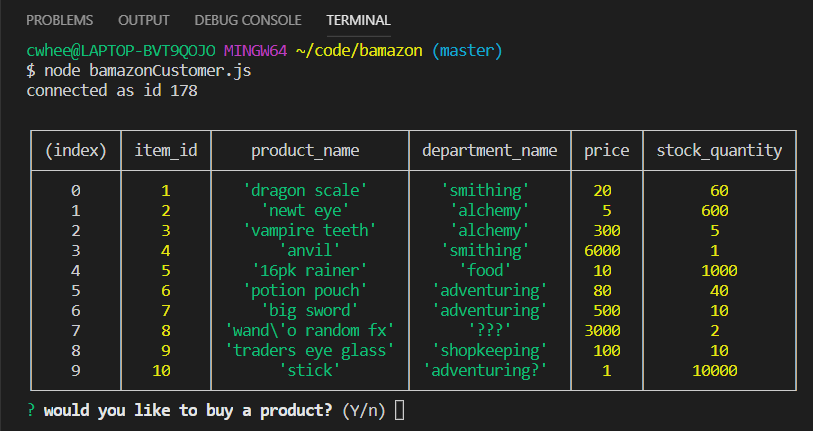 PROBLEMS OUTPUT DEBUG CONSOLE TERMINAL
cwhee@LAPTOP-BVT9QOJO MINGW64 ~/code/bamazon (master)
$ node bamazonCustomer.js
connected as id 178
(index) item_id product_name department_name price stock_quantity
0 1 'dragon scale' 'smithing' 20 60
1 2 'newt eye' 'alchemy' 5 600
2 3 'vampire teeth' 'alchemy' 300 5
3 4 'anvil' 'smithing' 6000 1
4 5 '16pk rainer' 'food' 10 1000
5 6 'potion pouch' 'adventuring' 80 40
6 7 'big sword' 'adventuring' 500 10
7 8 'wand\'o random fx' '???' 3000 2
8 9 'traders eye glass' 'shopkeeping' 100 10
9 10 'stick' 'adventuring?' 1 10000
? would you like to buy a product? (Y/n)